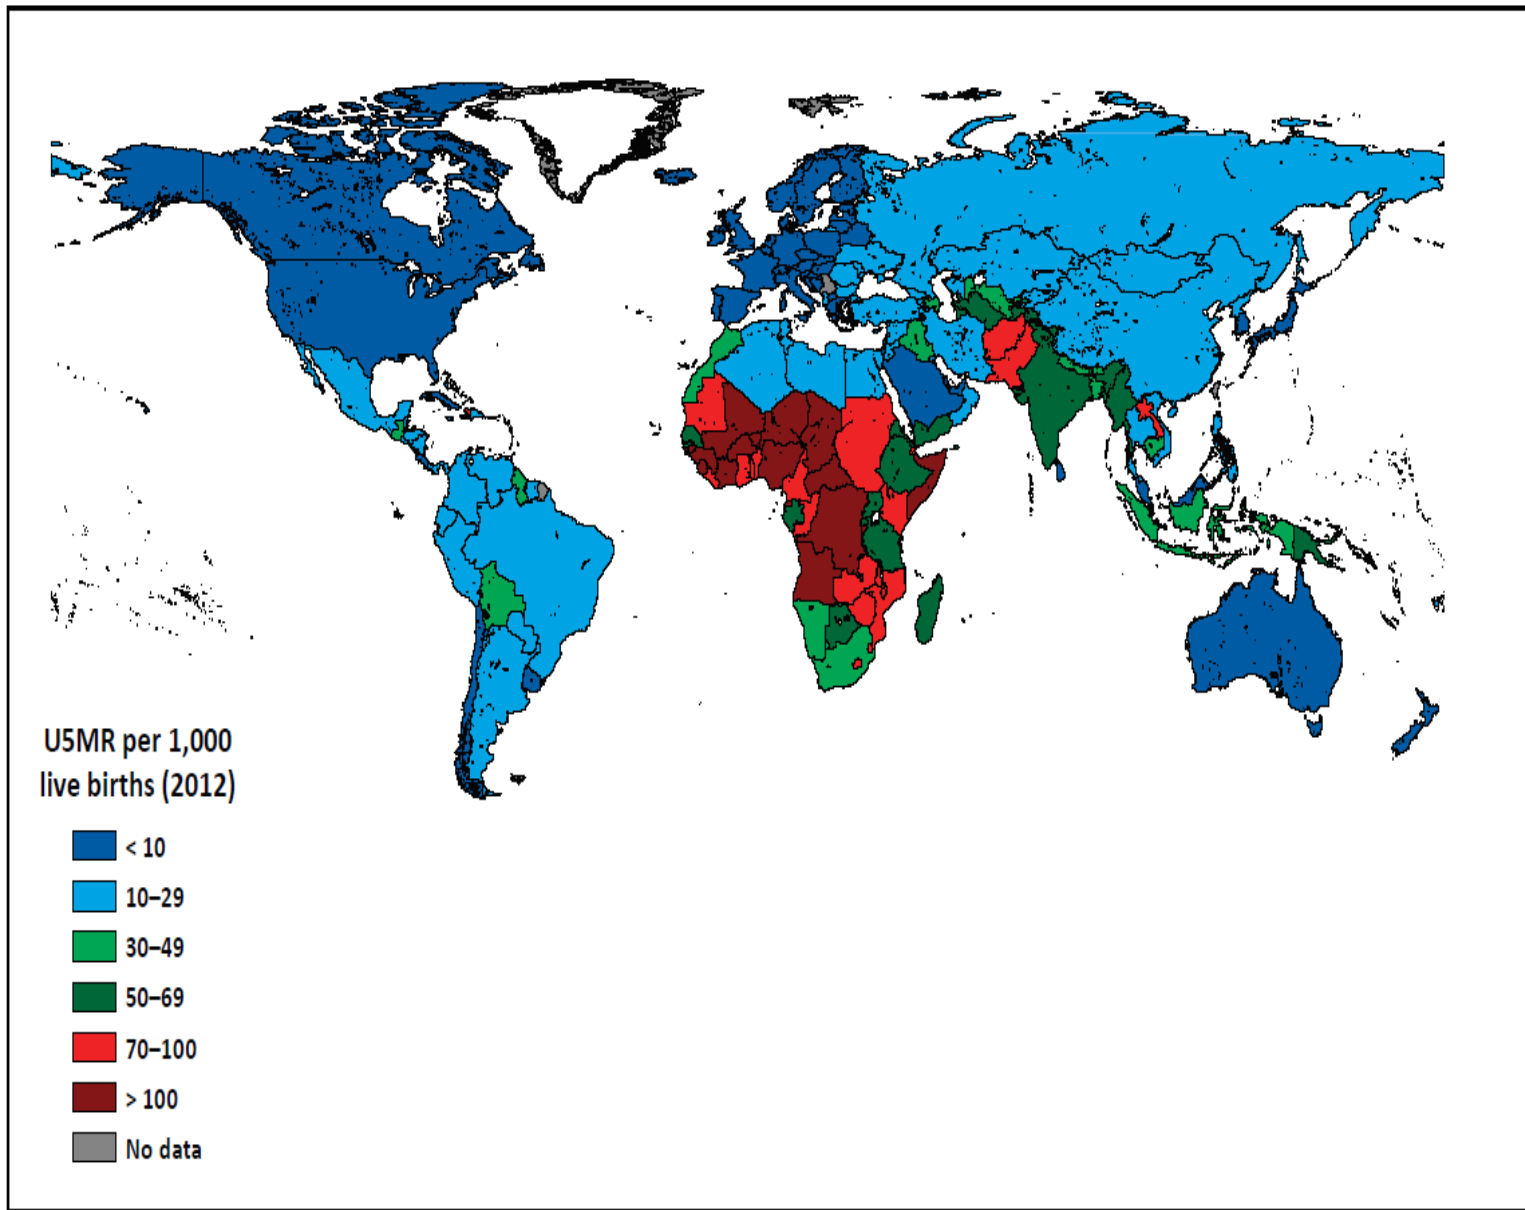 U5MR per 1,000
live births (2012)
< 10
10–29
30–49
50–69
70–100
> 100
No data